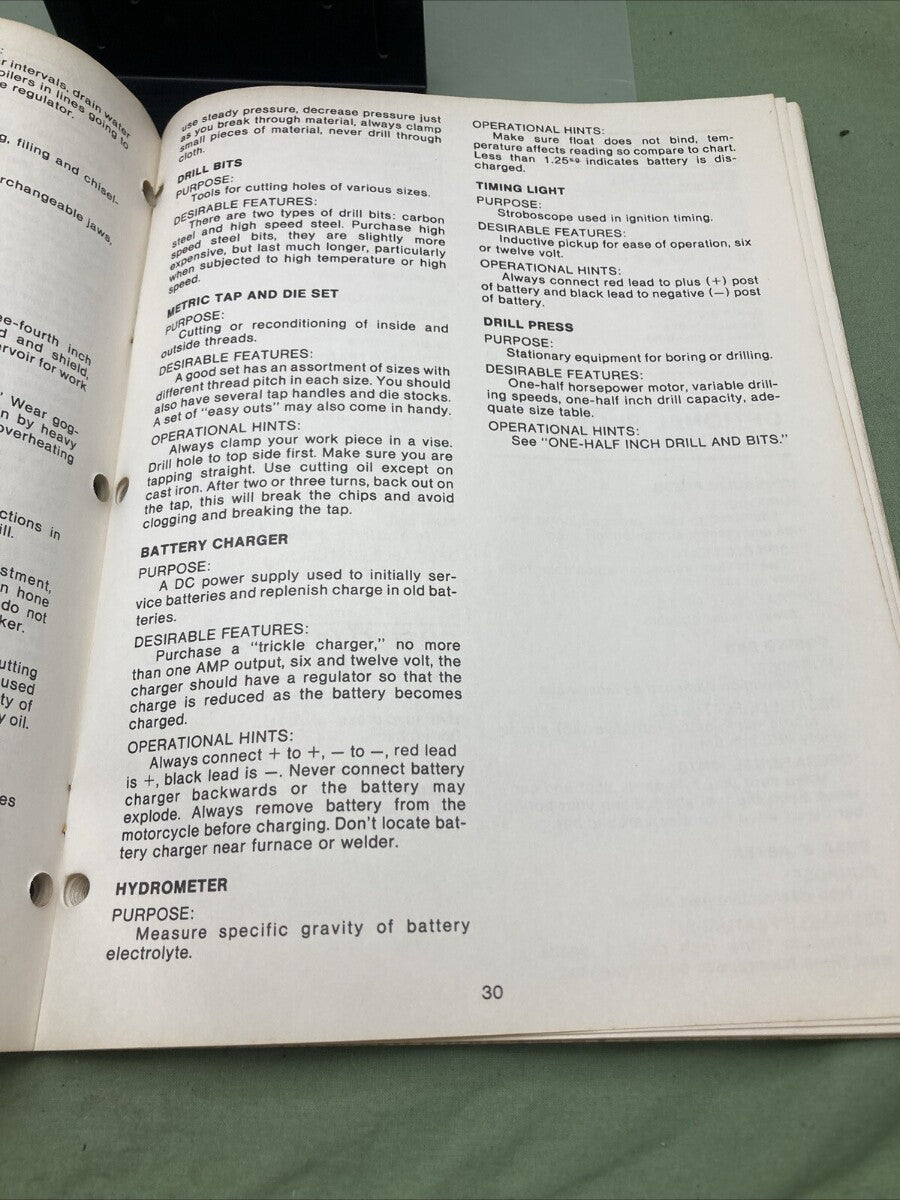 :
r intervals, drain water
oilers in lines going to
e regulator.
g, filing and chisel-
rchangeable jaws,
ee-fourth inch
d and shield,
ervoir for work
Wear gog-
n by heavy
overheating
ctions in
ill.
stment,
n hone
do not
ker.
utting
used
ty of
y oil.
es
use steady pressure, decrease pressure just
as you break through material, always clamp
small pieces of material, never drill through
cloth.
DRILL BITS
PURPOSE:
Tools for cutting holes of various sizes.
DESIRABLE FEATURES:
There are two types of drill bits: carbon
steel and high speed steel. Purchase high
speed steel bits, they are slightly more
expensive, but last much longer, particularly
when subjected to high temperature or high
speed.
METRIC TAP AND DIE SET
PURPOSE:
Cutting or reconditioning of inside and
outside threads.
DESIRABLE FEATURES:
A good set has an assortment of sizes with
different thread pitch in each size. You should
also have several tap handles and die stocks.
A set of "easy outs" may also come in handy.
OPERATIONAL HINTS:
Always clamp your work piece in a vise.
Drill hole to top side first. Make sure you are
tapping straight. Use cutting oil except on
cast iron. After two or three turns, back out on
the tap, this will break the chips and avoid
clogging and breaking the tap.
BATTERY CHARGER
PURPOSE:
A DC power supply used to initially ser-
vice batteries and replenish charge in old bat-
teries.
DESIRABLE FEATURES:
Purchase a "trickle charger," no more
than one AMP output, six and twelve volt, the
charger should have a regulator so that the
charge is reduced as the battery becomes
charged.
OPERATIONAL HINTS:
Always connect + to +, — to —, red lead
is +, black lead is —. Never connect battery
charger backwards or the battery may
explode. Always remove battery from the
motorcycle before charging. Don't locate bat-
tery charger near furnace or welder.
HYDROMETER
PURPOSE:
Measure specific gravity of battery
electrolyte.
OPERATIONAL HINTS:
Make sure float does not bind, tem-
perature affects reading so compare to chart.
Less than 1.25sg indicates battery is dis-
charged.
TIMING LIGHT
PURPOSE:
Stroboscope used in ignition timing.
DESIRABLE FEATURES:
Inductive pickup for ease of operation, six
or twelve volt.
OPERATIONAL HINTS:
Always connect red lead to plus (+) post
of battery and black lead to negative (—) post
of battery.
DRILL PRESS
PURPOSE:
Stationary equipment for boring or drilling.
DESIRABLE FEATURES:
One-half horsepower motor, variable drill-
ing speeds, one-half inch drill capacity, ade-
quate size table.
OPERATIONAL HINTS:
See "ONE-HALF INCH DRILL AND BITS."
30